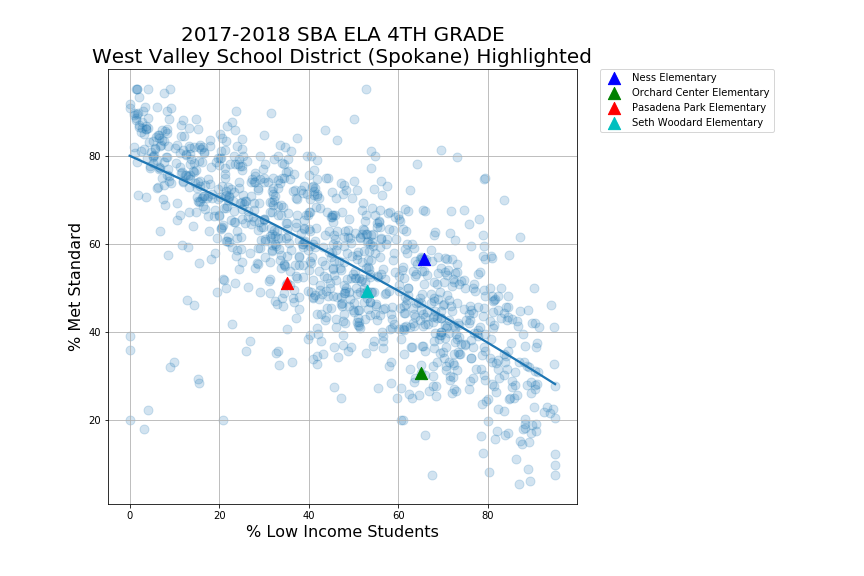 2017-2018 SBA ELA 4TH GRADE
West Valley School District (Spokane) Highlighted
Ness Elementary
Orchard Center Elementary
Pasadena Park Elementary
Seth Woodard Elementary
% Met Standard
80
60
40
20
0 20 40 60 80
% Low Income Students